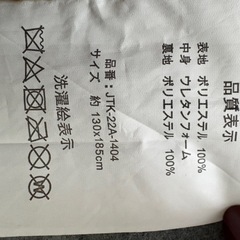 品質表示
表地 ポリエステル 100%
中身 ウレタンフォーム
裏地 ポリエステル 100%
品番：JTK-22A-1404
サイズ 約 130x185cm
洗濯絵表示